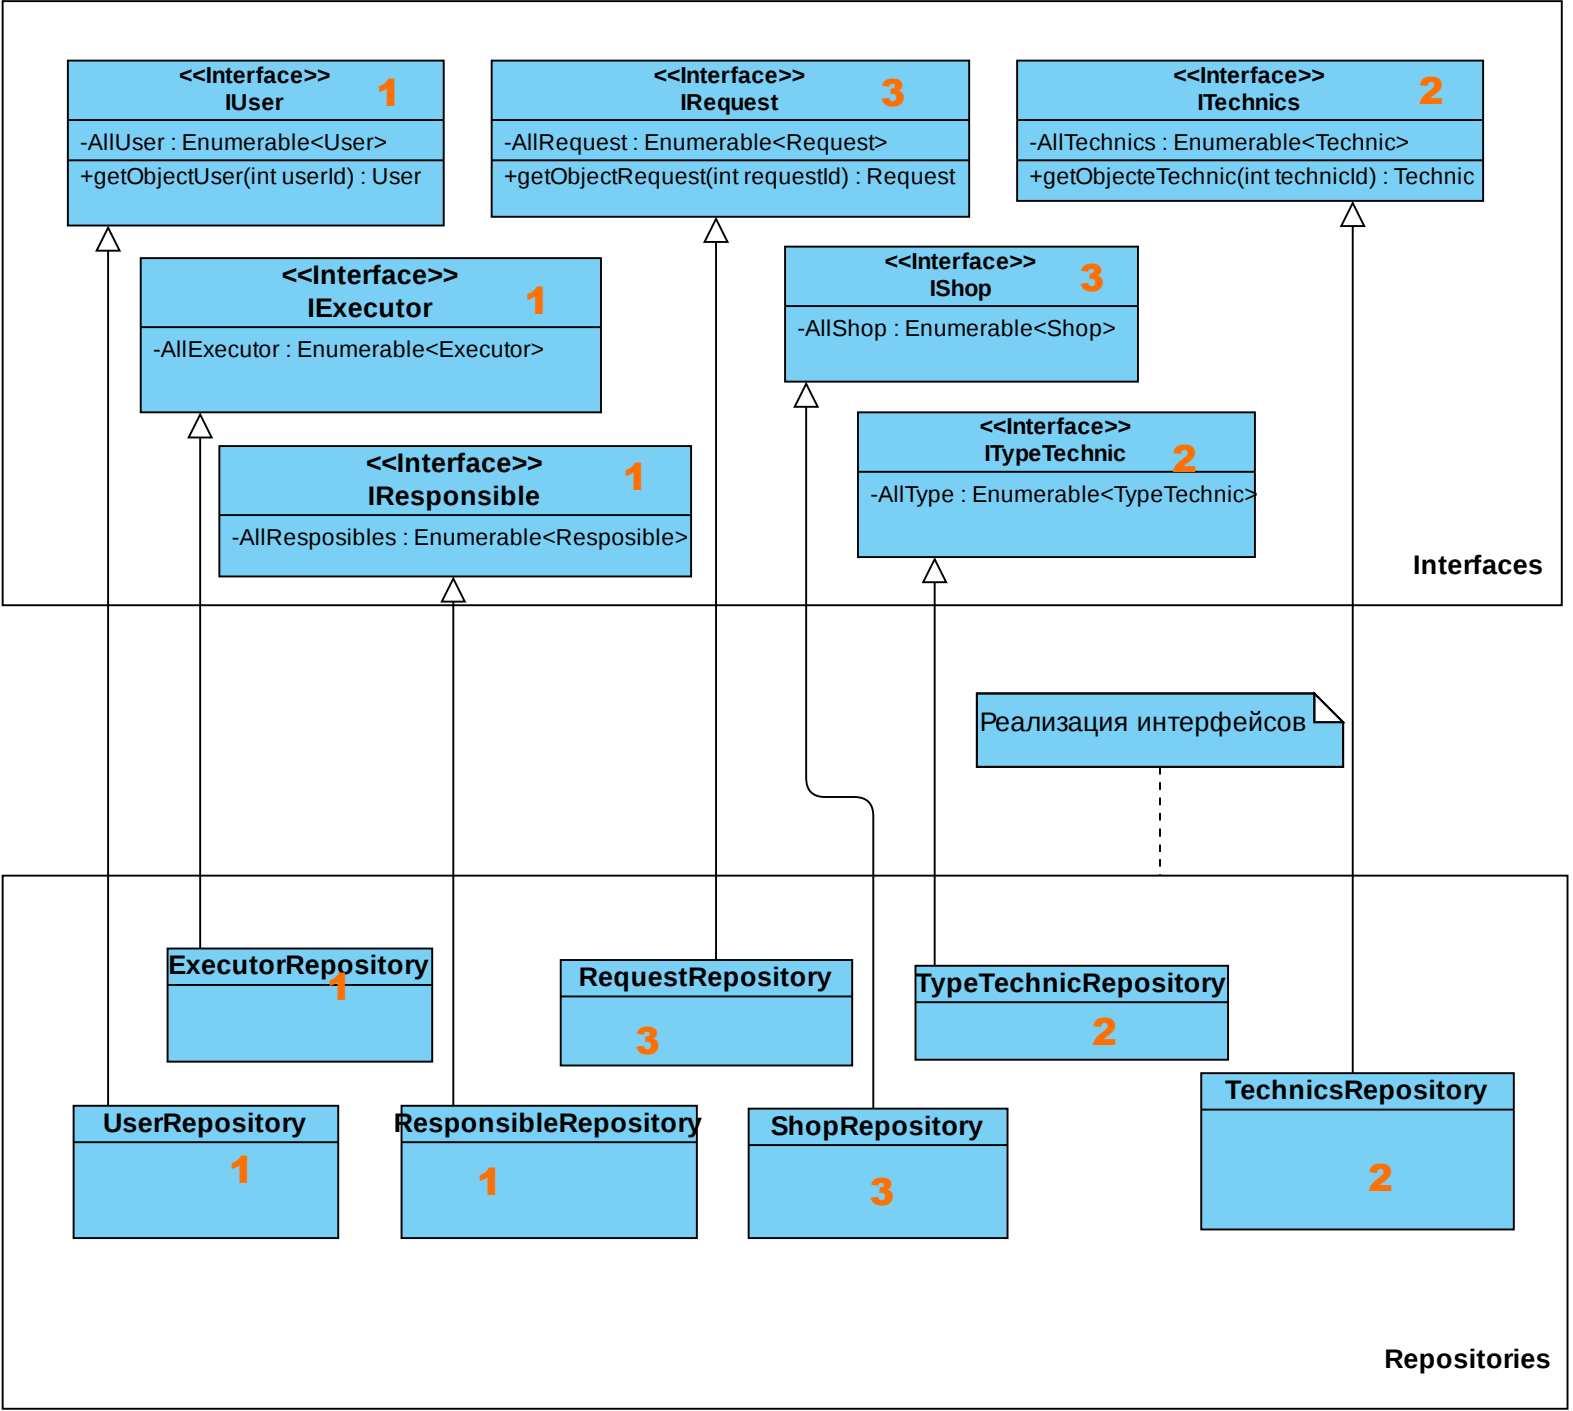 <<Interface>>
IUser
1
-AllUser : Enumerable<User>
+getObjectUser(int userId) : User
<<Interface>>
IRequest
3
-AllRequest : Enumerable<Request>
+getObjectRequest(int requestId) : Request
<<Interface>>
ITechnics
2
-AllTechnics : Enumerable<Technic>
+getObjecteTechnic(int technicId) : Technic
<<Interface>>
IExecutor
1
-AllExecutor : Enumerable<Executor>
<<Interface>>
IShop
3
-AllShop : Enumerable<Shop>
<<Interface>>
IResponsible
1
-AllResposibles : Enumerable<Resposible>
<<Interface>>
ITypeTechnic
2
-AllType : Enumerable<TypeTechnic>
Interfaces
Реализация интерфейсов
ExecutorRepository
1
RequestRepository
3
TypeTechnicRepository
2
TechnicsRepository
2
UserRepository
1
ResponsibleRepository
1
ShopRepository
3
Repositories